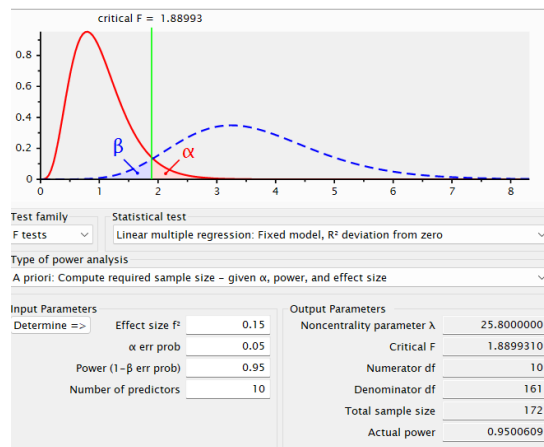 critical F = 1.88993
0.8
0.6
0.4
0.2
0
β
α
0 1 2 3 4 5 6 7 8
Test family
Statistical test
F tests
Linear multiple regression: Fixed model, R² deviation from zero
Type of power analysis
A priori: Compute required sample size – given α, power, and effect size
Input Parameters
Output Parameters
Determine => Effect size f² 0.15
Noncentrality parameter λ 25.8000000
α err prob 0.05
Critical F 1.8899310
Power (1-β err prob) 0.95
Numerator df 10
Number of predictors 10
Denominator df 161
Total sample size 172
Actual power 0.9500609